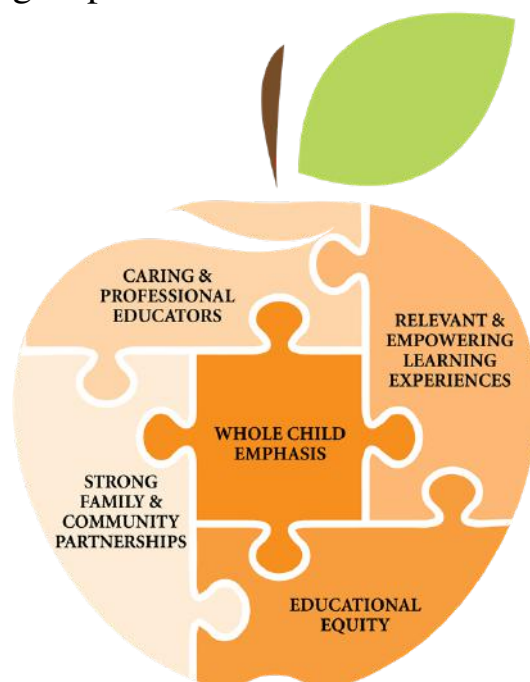 CARING &
PROFESSIONAL
EDUCATORS
RELEVANT &
EMPOWERING
LEARNING
EXPERIENCES
WHOLE CHILD
EMPHASIS
STRONG
FAMILY &
COMMUNITY
PARTNERSHIPS
EDUCATIONAL
EQUITY